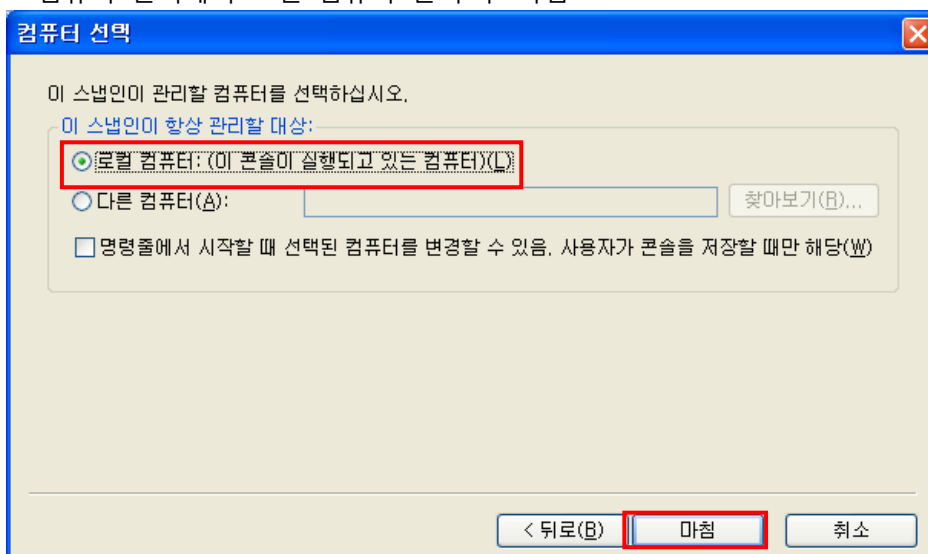 컴퓨터 선택
이 스냅인이 관리할 컴퓨터를 선택하십시오.
이 스냅인이 항상 관리할 대상:
로컬 컴퓨터: (이 콘솔이 실행되고 있는 컴퓨터)(L)
다른 컴퓨터(A): 찾아보기(R)...
명령줄에서 시작할 때 선택된 컴퓨터를 변경할 수 있음. 사용자가 콘솔을 저장할 때만 해당(W)
< 뒤로(B) 마침 취소